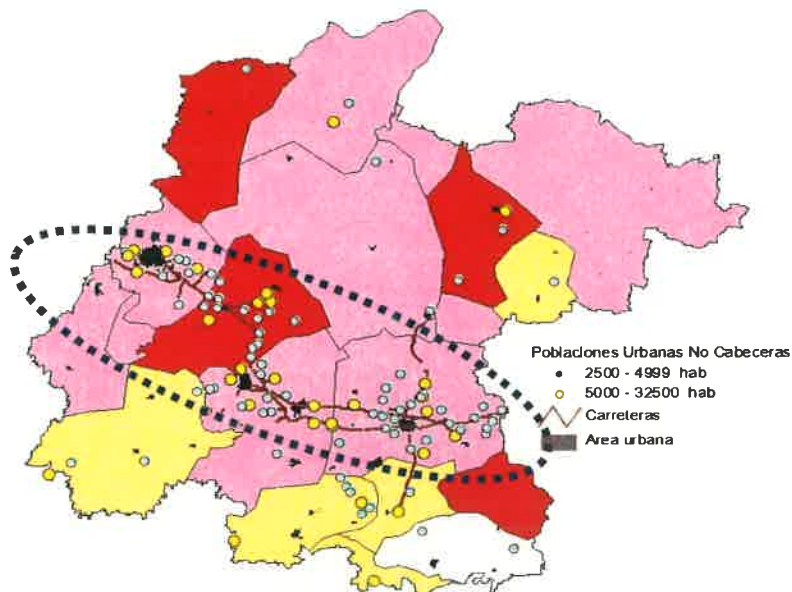 Poblaciones Urbanas No Cabeceras
2500 - 4999 hab
5000 - 32500 hab
Carreteras
Area urbana